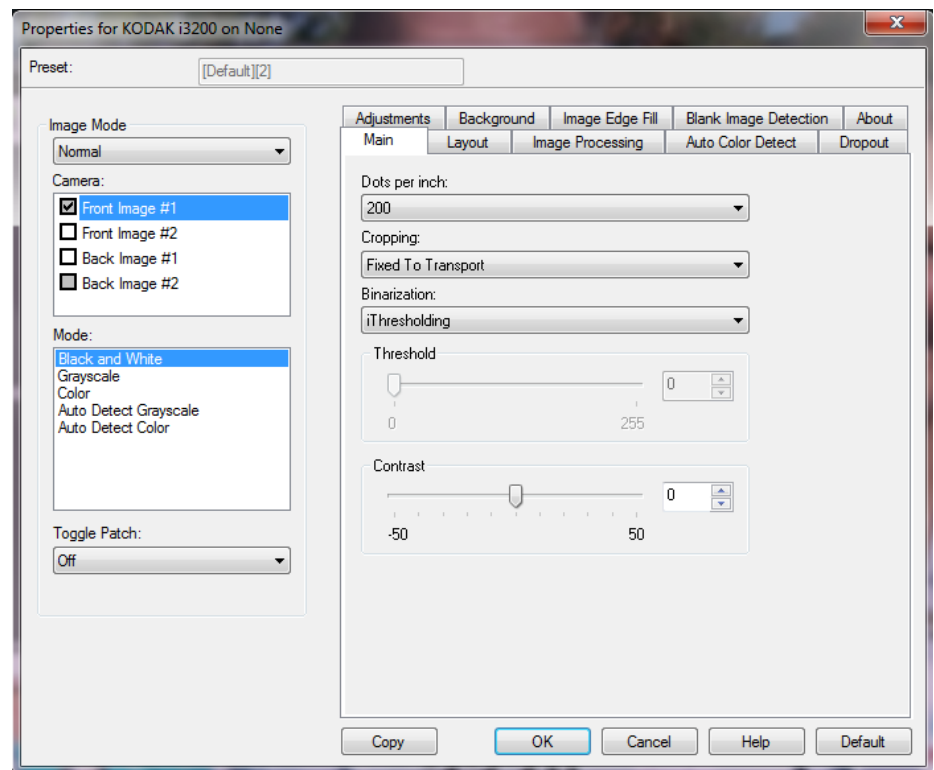 Properties for KODAK i3200 on None
Preset:
[Default][2]
Image Mode
Normal
Camera:
Front Image #1
Front Image #2
Back Image #1
Back Image #2
Mode:
Black and White
Grayscale
Color
Auto Detect Grayscale
Auto Detect Color
Toggle Patch:
Off
Adjustments Background Image Edge Fill Blank Image Detection About
Main Layout Image Processing Auto Color Detect Dropout
Dots per inch:
200
Cropping:
Fixed To Transport
Binarization:
iThresholding
Threshold
0
0 255
Contrast
0
-50 50
Copy OK Cancel Help Default